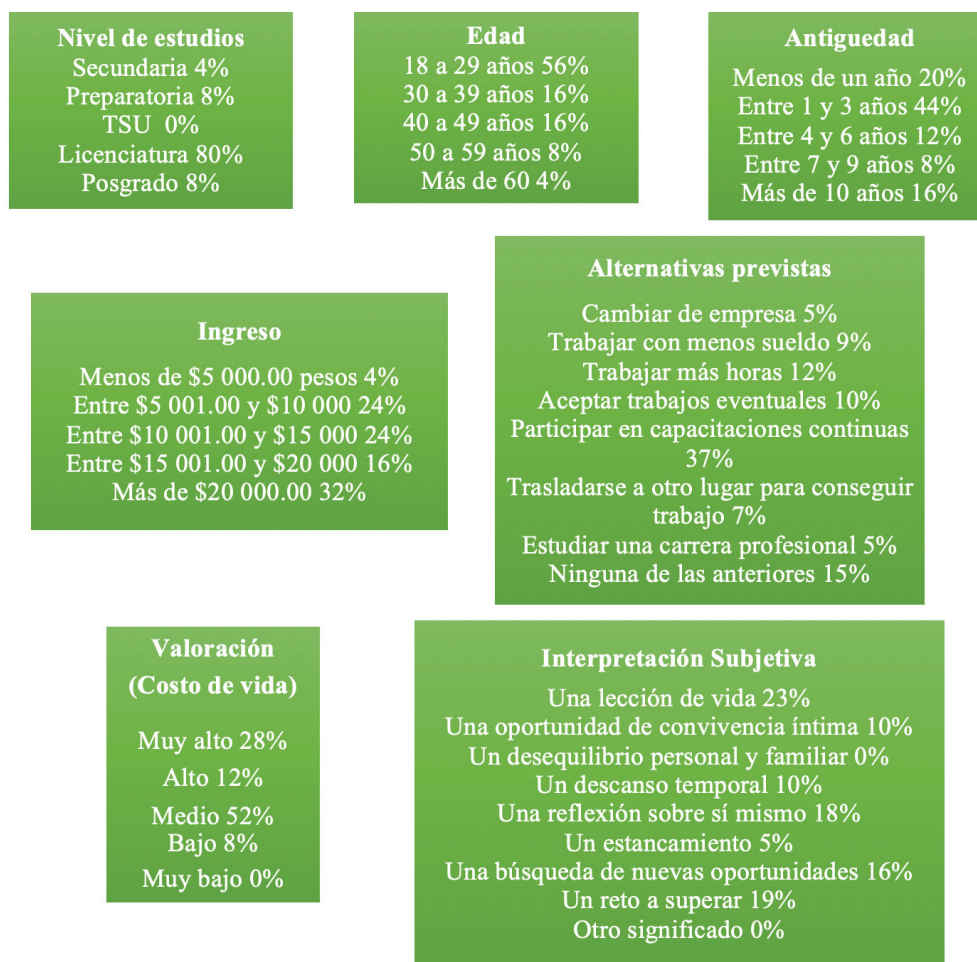 Nivel de estudios
Secundaria 4%
Preparatoria 8%
TSU 0%
Licenciatura 80%
Posgrado 8%
Edad
18 a 29 años 56%
30 a 39 años 16%
40 a 49 años 16%
50 a 59 años 8%
Más de 60 4%
Antiguedad
Menos de un año 20%
Entre 1 y 3 años 44%
Entre 4 y 6 años 12%
Entre 7 y 9 años 8%
Más de 10 años 16%
Ingreso
Menos de $5 000.00 pesos 4%
Entre $5 001.00 y $10 000 24%
Entre $10 001.00 y $15 000 24%
Entre $15 001.00 y $20 000 16%
Más de $20 000.00 32%
Alternativas previstas
Cambiar de empresa 5%
Trabajar con menos sueldo 9%
Trabajar más horas 12%
Aceptar trabajos eventuales 10%
Participar en capacitaciones continuas
37%
Trasladarse a otro lugar para conseguir
trabajo 7%
Estudiar una carrera profesional 5%
Ninguna de las anteriores 15%
Valoración
(Costo de vida)
Muy alto 28%
Alto 12%
Medio 52%
Bajo 8%
Muy bajo 0%
Interpretación Subjetiva
Una lección de vida 23%
Una oportunidad de convivencia íntima 10%
Un desequilibrio personal y familiar 0%
Un descanso temporal 10%
Una reflexión sobre sí mismo 18%
Un estancamiento 5%
Una búsqueda de nuevas oportunidades 16%
Un reto a superar 19%
Otro significado 0%